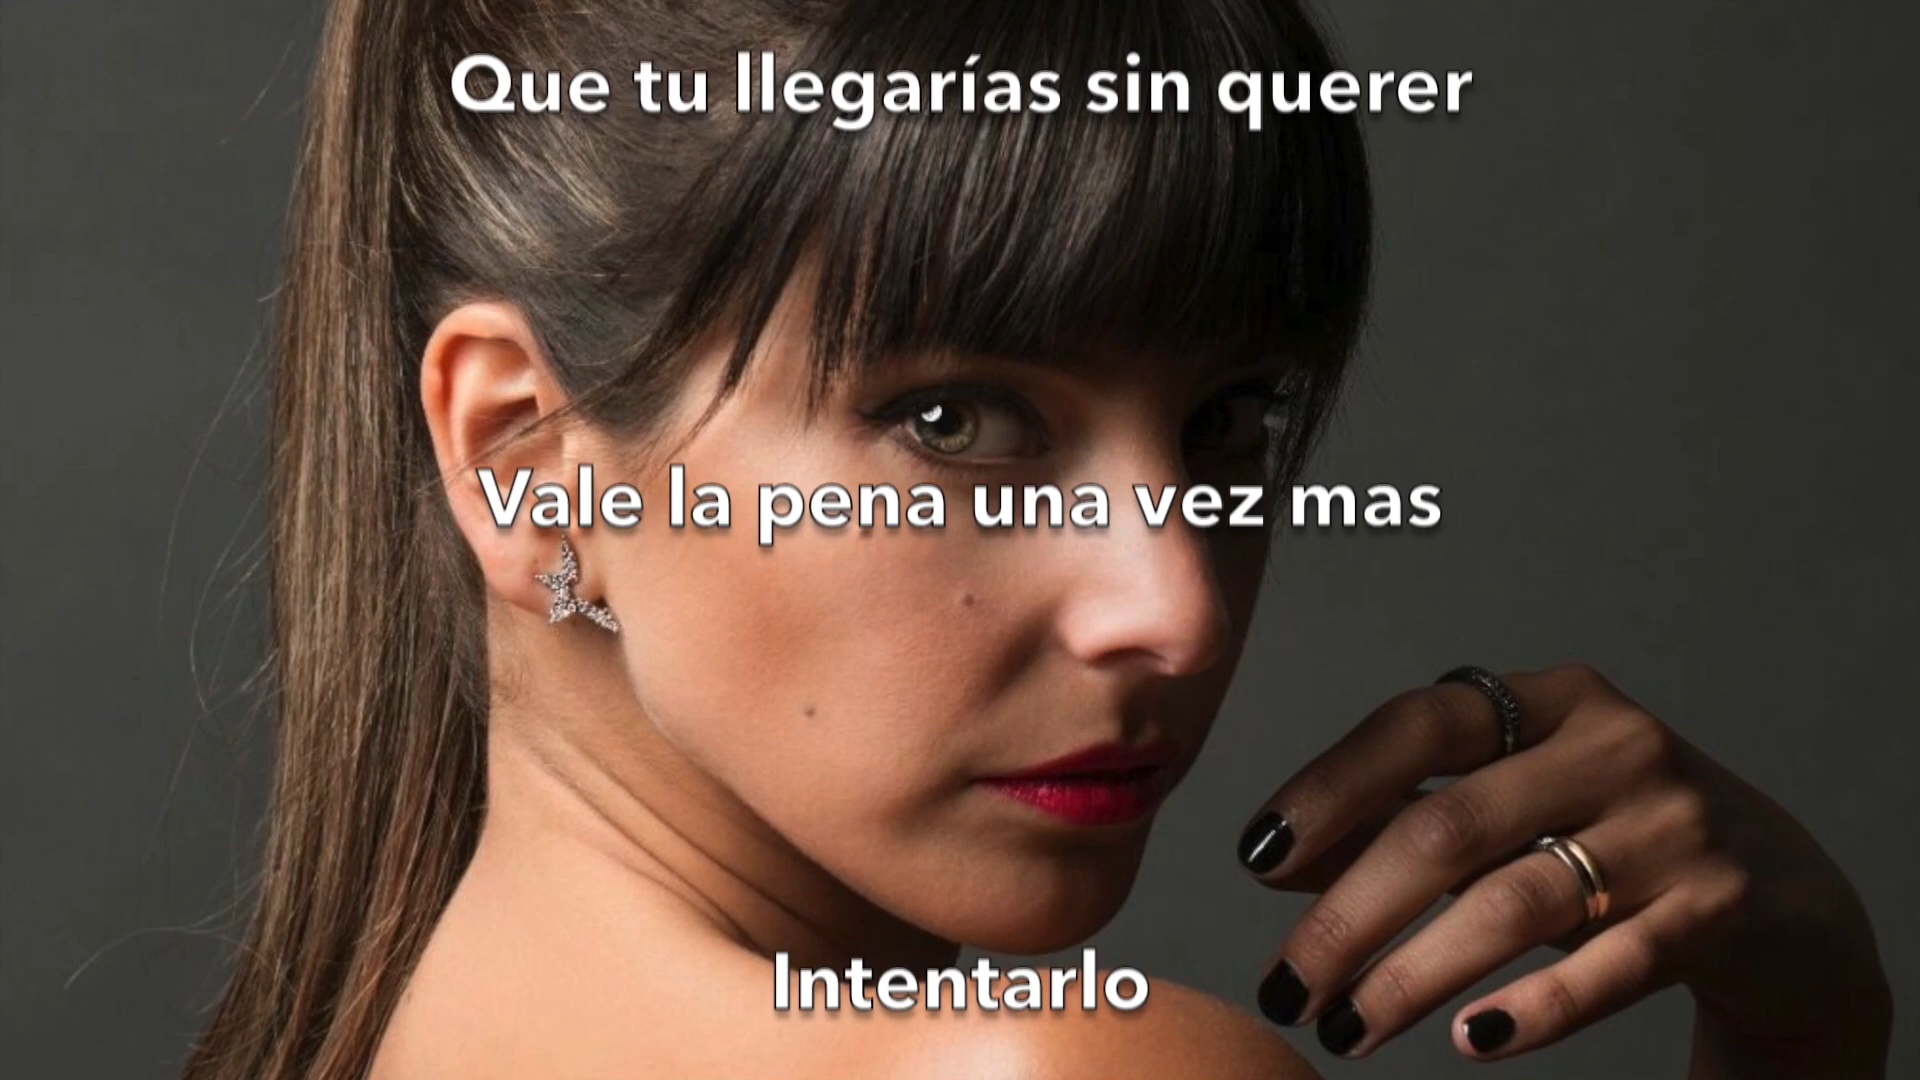 Que tu llegarías sin querer
Vale la pena una vez mas
Intentarlo